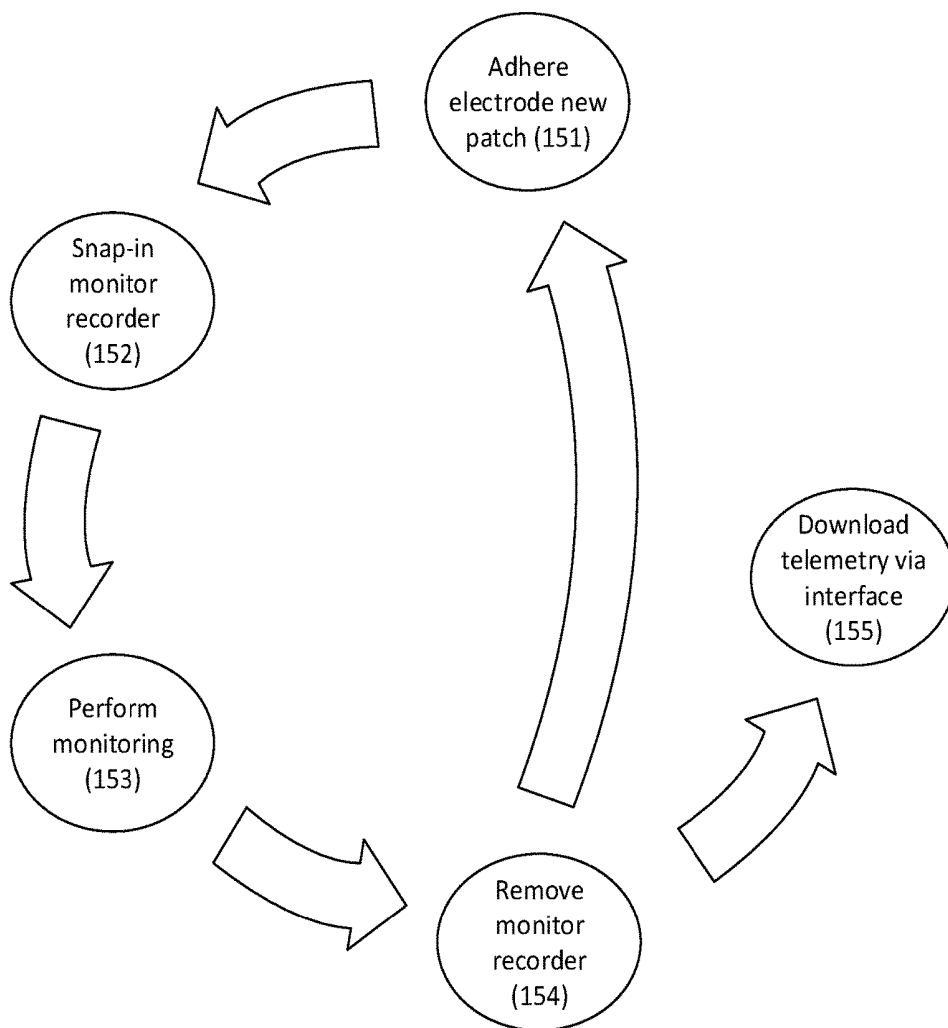 Adhere
electrode new
patch (151)
Snap-in
monitor
recorder
(152)
Perform
monitoring
(153)
Remove
monitor
recorder
(154)
Download
telemetry via
interface
(155)